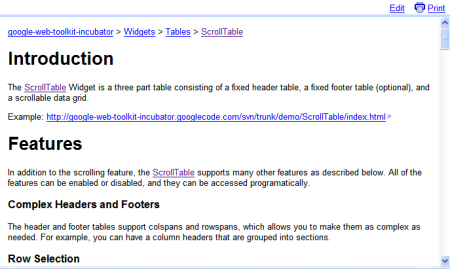 Edit Print
google-web-toolkit-incubator > Widgets > Tables > ScrollTable
Introduction
The ScrollTable Widget is a three part table consisting of a fixed header table, a fixed footer table (optional), and
a scrollable data grid.
Example: http://google-web-toolkit-incubator.googlecode.com/svn/trunk/demo/ScrollTable/index.html
Features
In addition to the scrolling feature, the ScrollTable supports many other features as described below. All of the
features can be enabled or disabled, and they can be accessed programatically.
Complex Headers and Footers
The header and footer tables support colspans and rowspans, which allows you to make them as complex as
needed. For example, you can have a column headers that are grouped into sections.
Row Selection